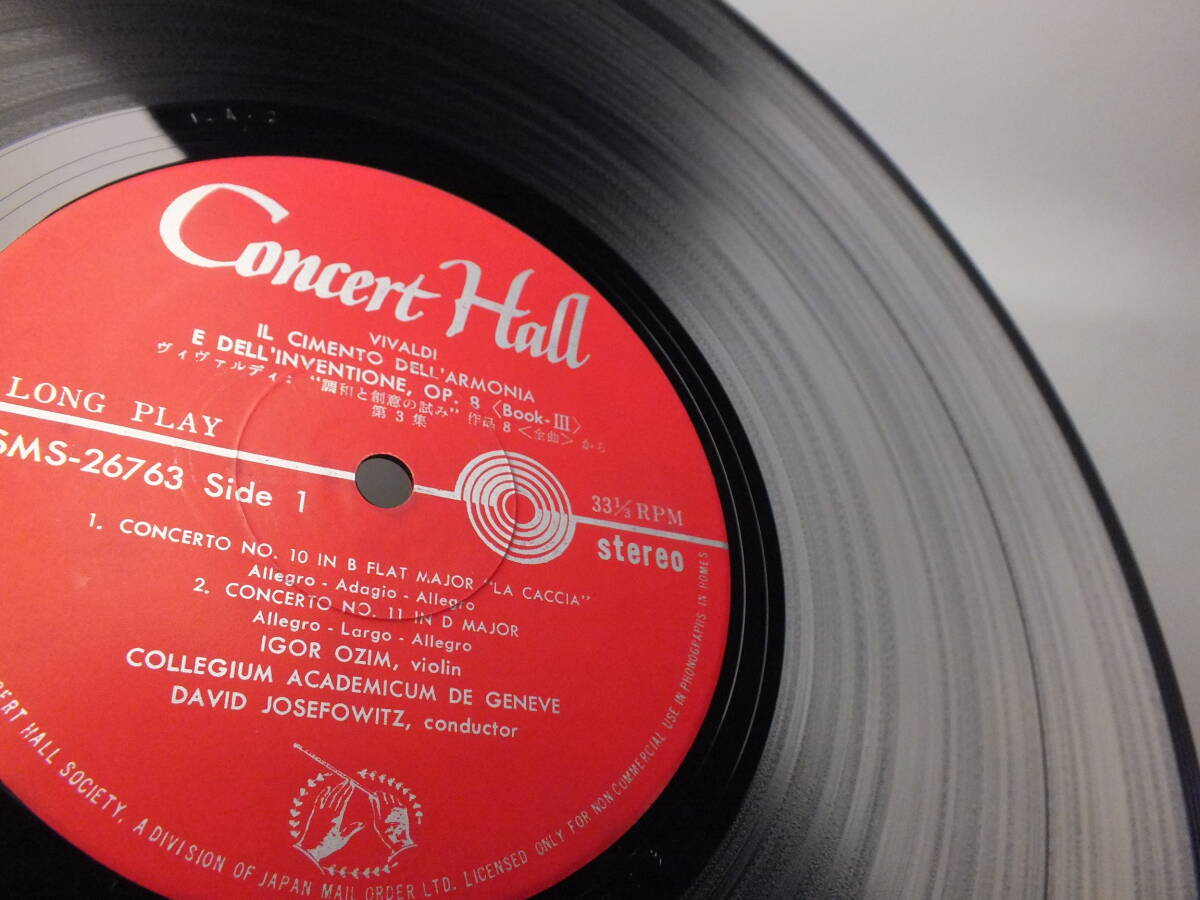 1. A. 2
Concert Hall
VIVALDI
IL CIMENTO DELL'ARMONIA
E DELL'INVENTIONE, OP. 8 〈Book-III〉
ヴィヴァルディ: "調和と創意の試み" 作品8〈全曲〉から
第3集
LONG PLAY
33 1/3 RPM
SMS-26763 Side 1
stereo
1. CONCERTO NO. 10 IN B FLAT MAJOR "LA CACCIA"
Allegro - Adagio - Allegro
2. CONCERTO NO. 11 IN D MAJOR
Allegro - Largo - Allegro
IGOR OZIM, violin
COLLEGIUM ACADEMICUM DE GENEVE
DAVID JOSEFOWITZ, conductor
ERT HALL SOCIETY, A DIVISION OF JAPAN MAIL ORDER LTD. LICENSED ONLY FOR NON COMMERCIAL USE IN PHONOGRAPHS IN HOMES